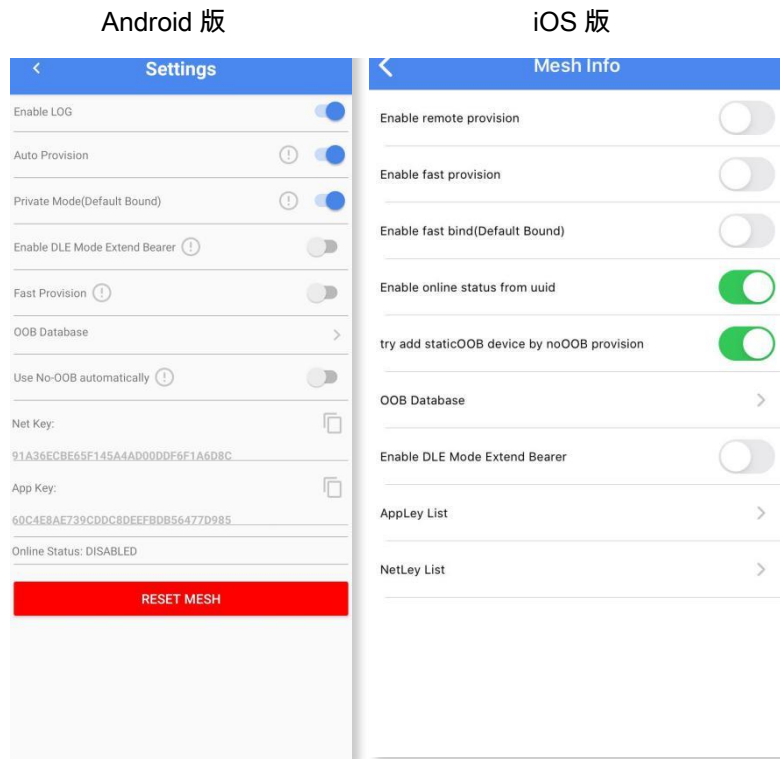 Android 版
iOS 版
Settings
Enable LOG
Auto Provision
Private Mode(Default Bound)
Enable DLE Mode Extend Bearer
Fast Provision
OOB Database
Use No-OOB automatically
Net Key:
91A36ECBE65F145A4AD00DDF6F1A6D8C
App Key:
60C4E8AE739CDDC8DEEFBDB56477D985
Online Status: DISABLED
RESET MESH
Mesh Info
Enable remote provision
Enable fast provision
Enable fast bind(Default Bound)
Enable online status from uuid
try add staticOOB device by noOOB provision
OOB Database
Enable DLE Mode Extend Bearer
AppLey List
NetLey List